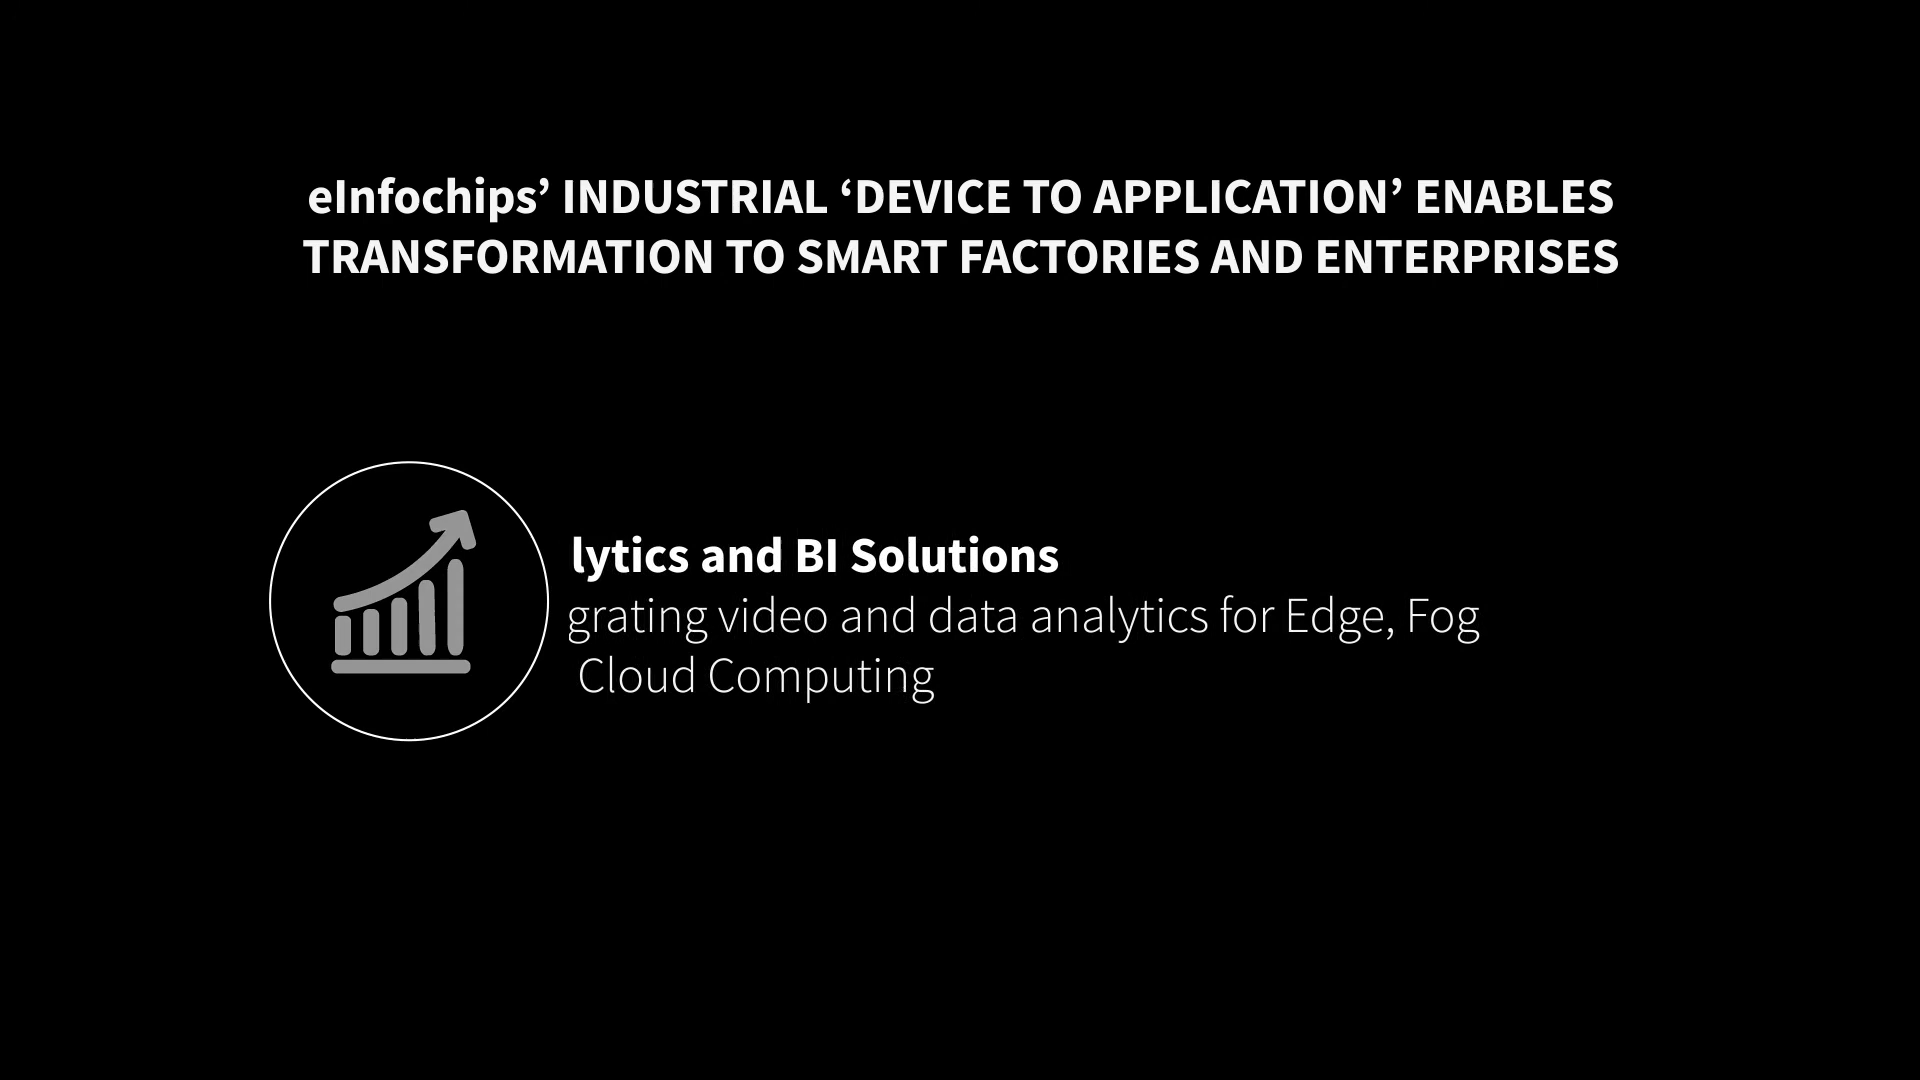 eInfochips’ INDUSTRIAL ‘DEVICE TO APPLICATION’ ENABLES
TRANSFORMATION TO SMART FACTORIES AND ENTERPRISES
lytics and BI Solutions
grating video and data analytics for Edge, Fog
Cloud Computing